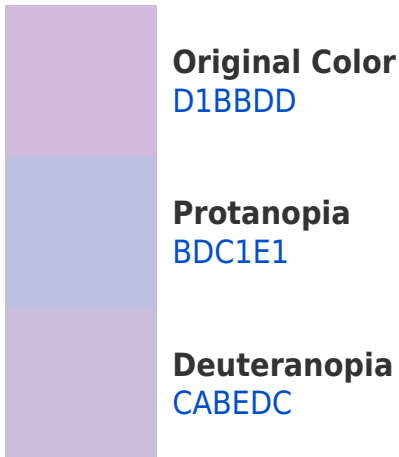 Original Color
D1BBDD
Protanopia
BDC1E1
Deuteranopia
CABEDC